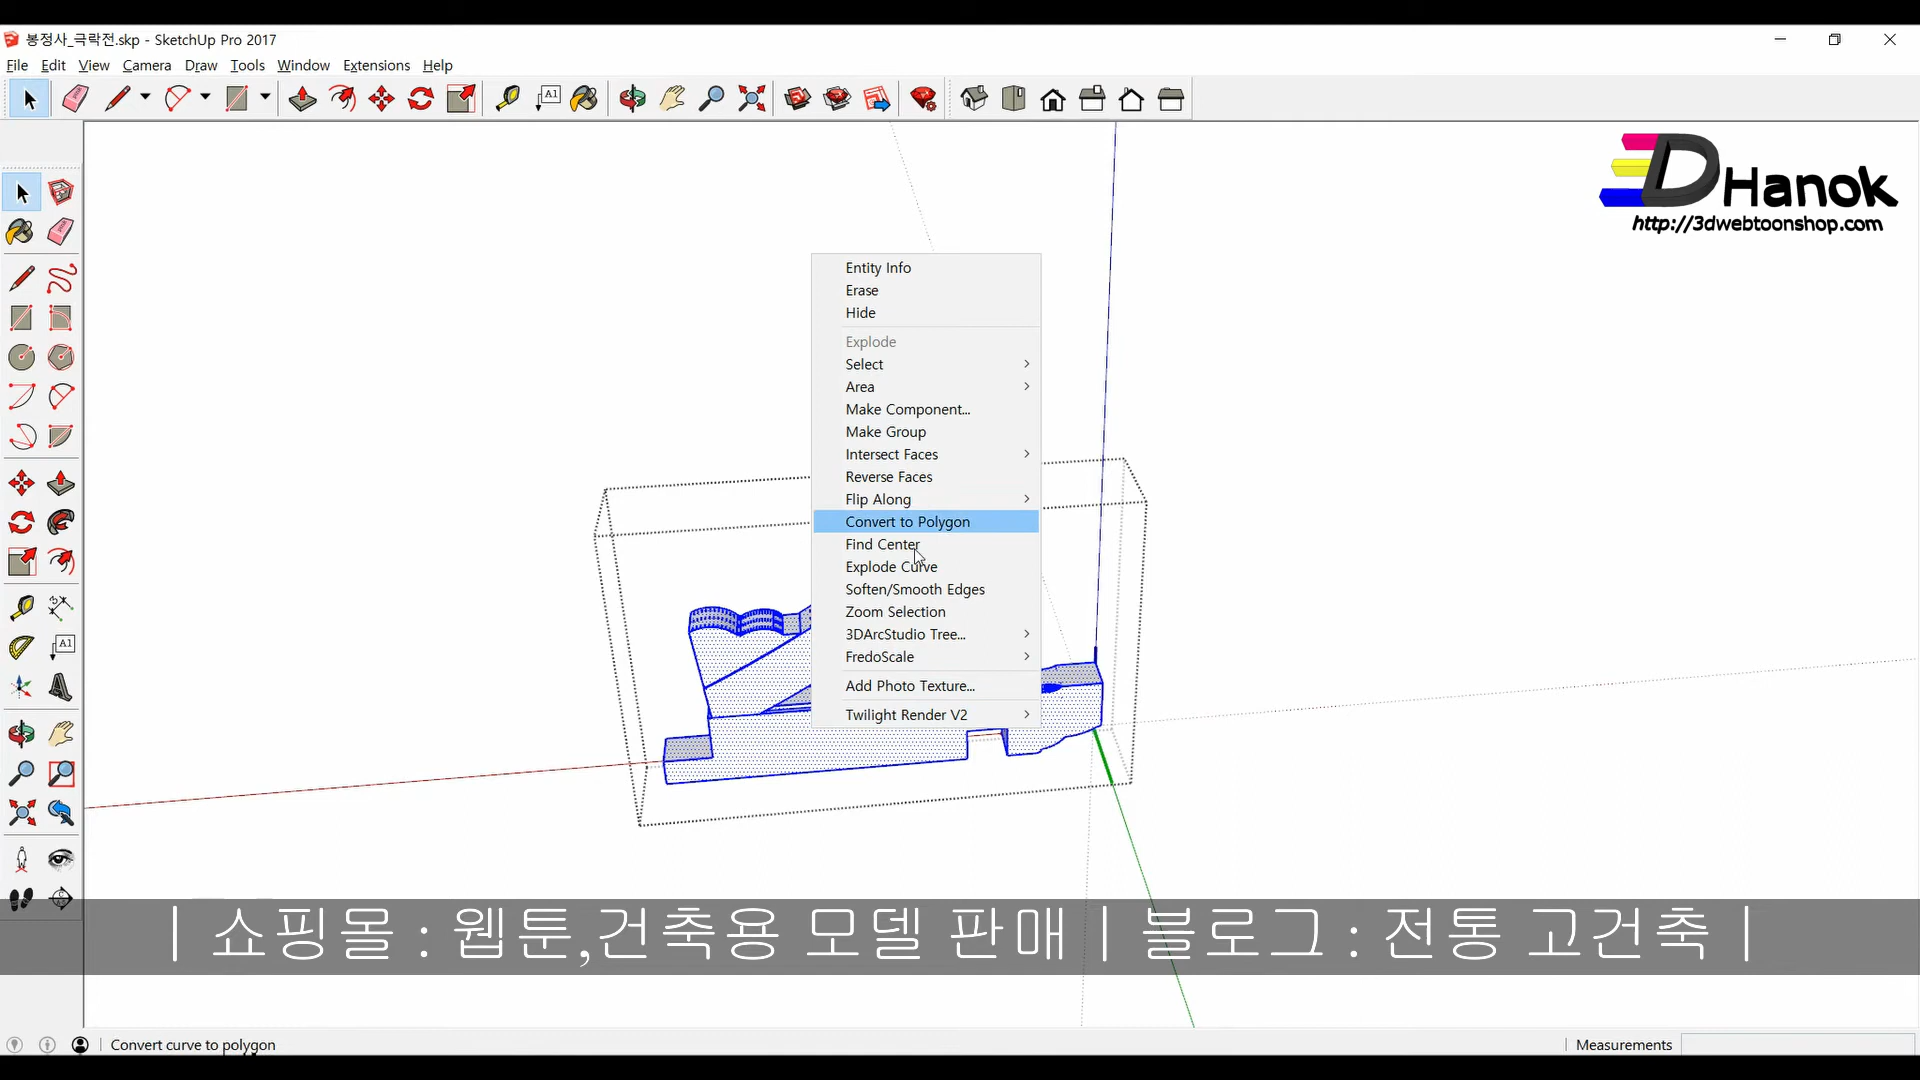 봉정사_극락전.skp - SketchUp Pro 2017
File Edit View Camera Draw Tools Window Extensions Help
A1
3DHanok
http://3dwebtoonshop.com
Entity Info
Erase
Hide
Explode
Select
Area
Make Component...
Make Group
Intersect Faces
Reverse Faces
Flip Along
Convert to Polygon
Find Center
Explode Curve
Soften/Smooth Edges
Zoom Selection
3DArcStudio Tree...
FredoScale
Add Photo Texture...
Twilight Render V2
A1
| 쇼핑몰 : 웹툰,건축용 모델 판매 | 블로그 : 전통 고건축 |
Convert curve to polygon
Measurements